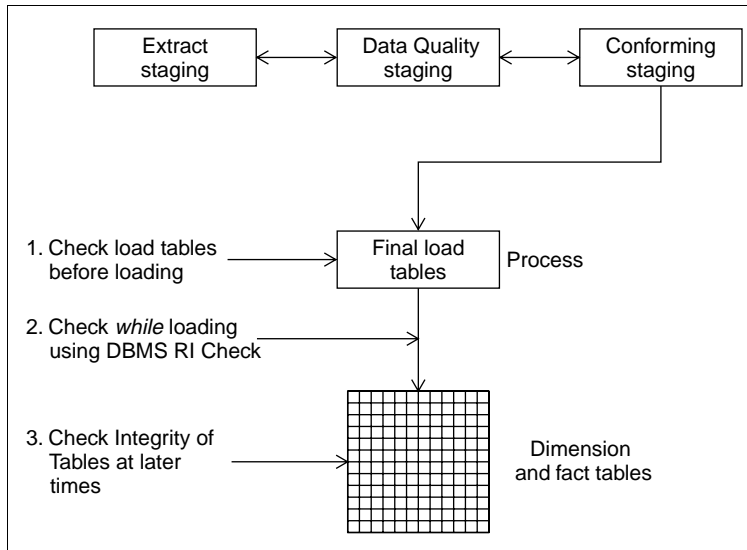 Extract
staging
Data Quality
staging
Conforming
staging
1. Check load tables
before loading
Final load
tables
Process
2. Check while loading
using DBMS RI Check
3. Check Integrity of
Tables at later
times
Dimension
and fact tables